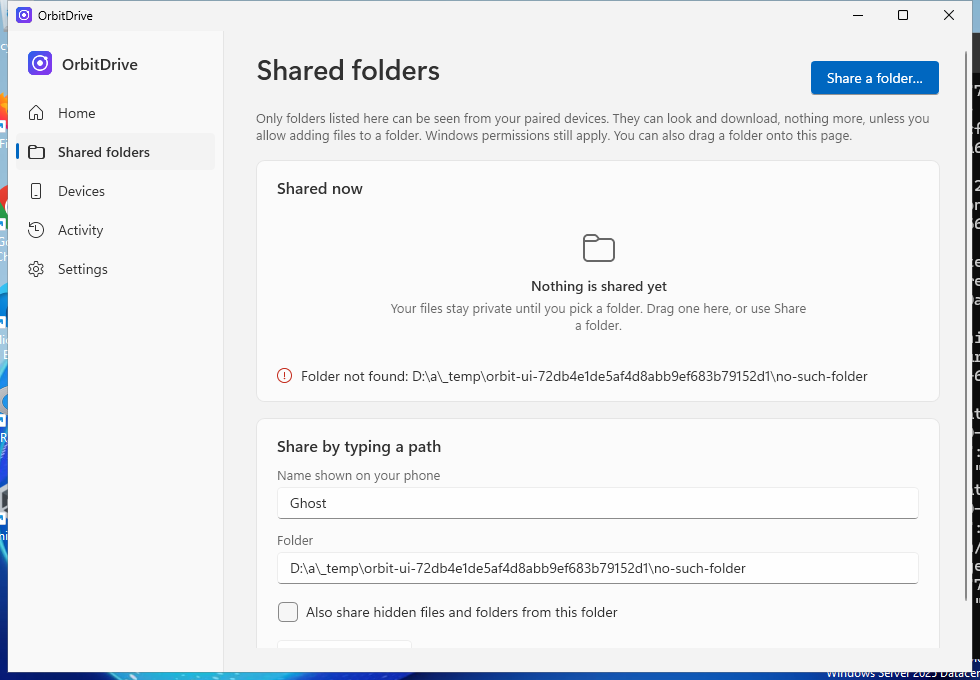 OrbitDrive
OrbitDrive
Home
Shared folders
Devices
Activity
Settings
Shared folders
Share a folder...
Only folders listed here can be seen from your paired devices. They can look and download, nothing more, unless you
allow adding files to a folder. Windows permissions still apply. You can also drag a folder onto this page.
Shared now
Nothing is shared yet
Your files stay private until you pick a folder. Drag one here, or use Share
a folder.
Folder not found: D:\a\_temp\orbit-ui-72db4e1de5af4d8abb9ef683b79152d1\no-such-folder
Share by typing a path
Name shown on your phone
Ghost
Folder
D:\a\_temp\orbit-ui-72db4e1de5af4d8abb9ef683b79152d1\no-such-folder
Also share hidden files and folders from this folder
Windows Server 2025 Datacen